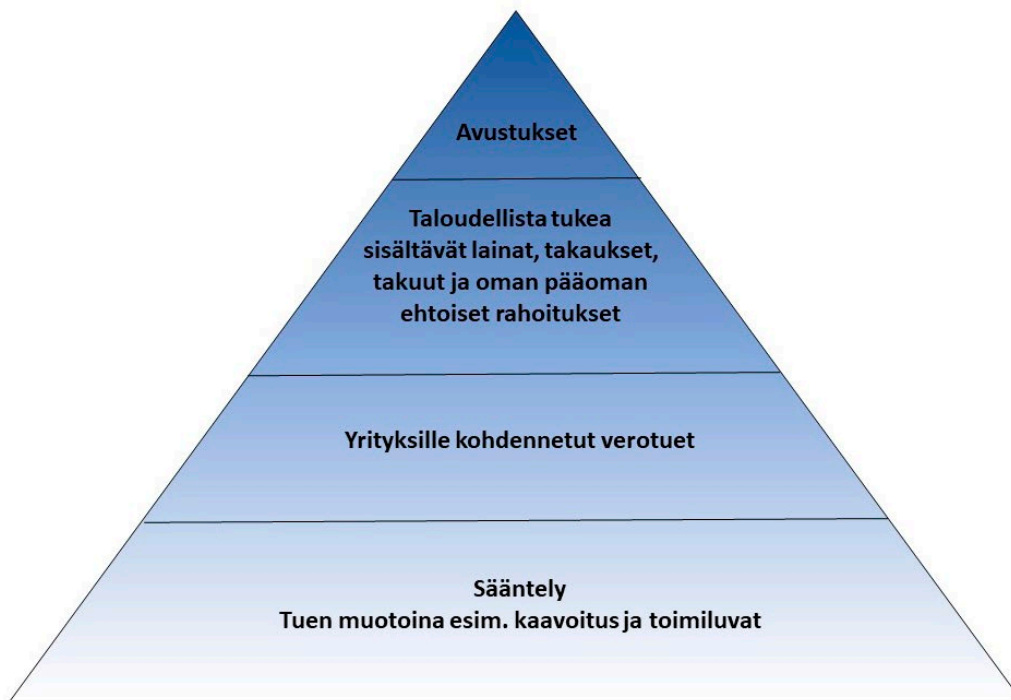 Avustukset
Taloudellista tukea
sisältävät lainat, takaukset,
takuut ja oman pääoman
ehtoiset rahoitukset
Yrityksille kohdennetut verotuet
Sääntely
Tuen muotoina esim. kaavoitus ja toimiluvat